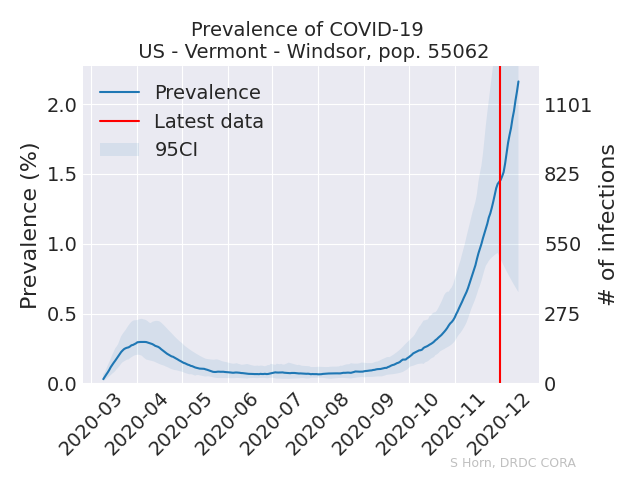 Prevalence of COVID-19
US - Vermont - Windsor, pop. 55062
Prevalence
Latest data
95CI
Prevalence (%)
2.0
1.5
1.0
0.5
0.0
1101
825
550
275
0
# of infections
2020-03
2020-04
2020-05
2020-06
2020-07
2020-08
2020-09
2020-10
2020-11
2020-12
S Horn, DRDC CORA